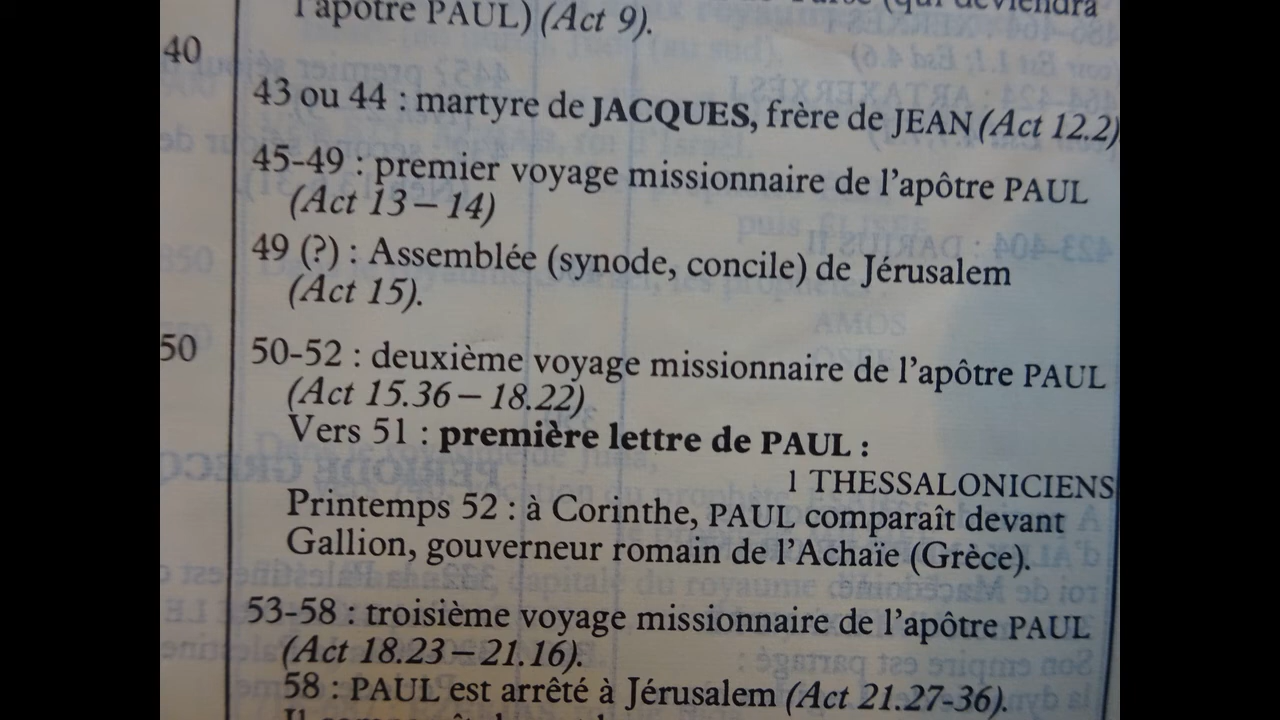 l'apôtre PAUL) (Act 9).
40
43 ou 44 : martyre de JACQUES, frère de JEAN (Act 12.2)
45-49 : premier voyage missionnaire de l'apôtre PAUL
(Act 13 – 14)
49 (?) : Assemblée (synode, concile) de Jérusalem
(Act 15).
50 50-52 : deuxième voyage missionnaire de l'apôtre PAUL
(Act 15.36 – 18.22)
Vers 51 : première lettre de PAUL :
1 THESSALONICIENS
Printemps 52 : à Corinthe, PAUL comparaît devant
Gallion, gouverneur romain de l'Achaïe (Grèce).
53-58 : troisième voyage missionnaire de l'apôtre PAUL
(Act 18.23 – 21.16).
58 : PAUL est arrêté à Jérusalem (Act 21.27-36).